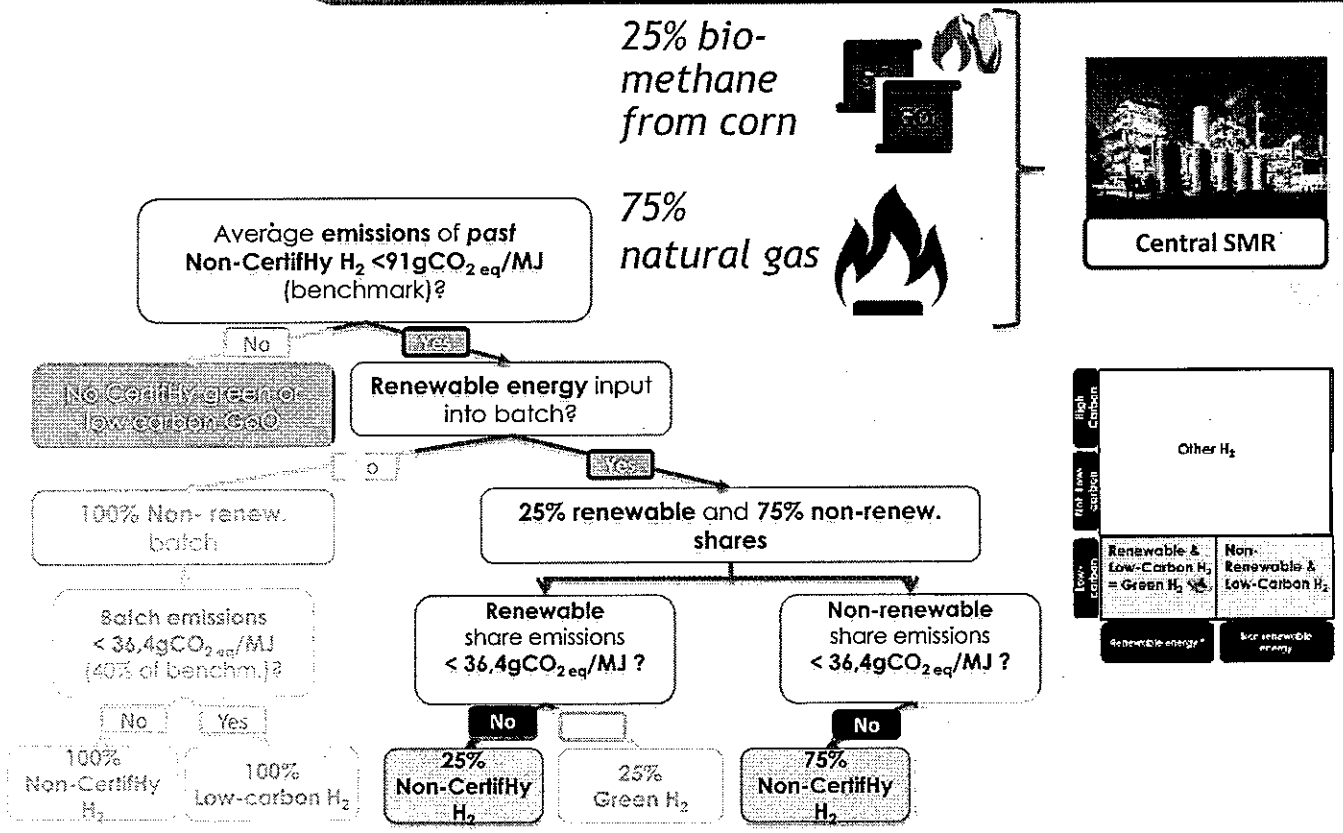 25% bio-
methane
from corn
GO
75%
natural gas
Central SMR
Average emissions of past
Non-CertifHy H₂ <91gCO₂ eq/MJ
(benchmark)?
No
Yes
No CertifHy green or
low carbon GoO
Renewable energy input
into batch?
o
Yes
100% Non- renew.
batch
25% renewable and 75% non-renew.
shares
Batch emissions
< 36,4gCO₂ eq/MJ
(40% of benchm.)?
Renewable
share emissions
< 36,4gCO₂ eq/MJ ?
Non-renewable
share emissions
< 36,4gCO₂ eq/MJ ?
No
Yes
No
No
100%
Non-CertifHy
H₂
100%
Low-carbon H₂
25%
Non-CertifHy
H₂
25%
Green H₂
75%
Non-CertifHy
H₂
High
Carbon
Not Low
carbon
Low-
carbon
Other H₂
Renewable &
Low-Carbon H₂
= Green H₂
Non-
Renewable &
Low-Carbon H₂
Renewable energy*
Non renewable
energy